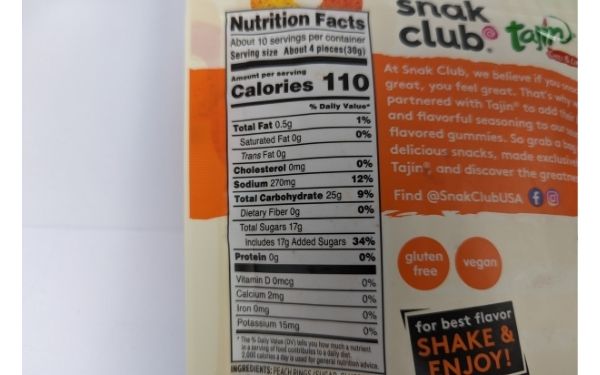 Nutrition Facts
About 10 servings per container
Serving size About 4 pieces(30g)
Amount per serving
Calories 110
% Daily Value*
Total Fat 0.5g 1%
Saturated Fat 0g 0%
Trans Fat 0g
Cholesterol 0mg 0%
Sodium 270mg 12%
Total Carbohydrate 25g 9%
Dietary Fiber 0g 0%
Total Sugars 17g
Includes 17g Added Sugars 34%
Protein 0g 0%
Vitamin D 0mcg 0%
Calcium 2mg 0%
Iron 0mg 0%
Potassium 15mg 0%
* The % Daily Value (DV) tells you how much a nutrient
in a serving of food contributes to a daily diet.
2,000 calories a day is used for general nutrition advice.
INGREDIENTS: PEACH RINGS (SUGAR,
snak
club®
Tajín
At Snak Club, we believe if you
great, you feel great. That's why
partnered with Tajín® to add
and flavorful seasoning to our
flavored gummies. So grab a bag
delicious snacks, made exclusively
Tajín®, and discover the greatness
Find @SnakClubUSA
gluten
free
vegan
for best flavor
SHAKE &
ENJOY!